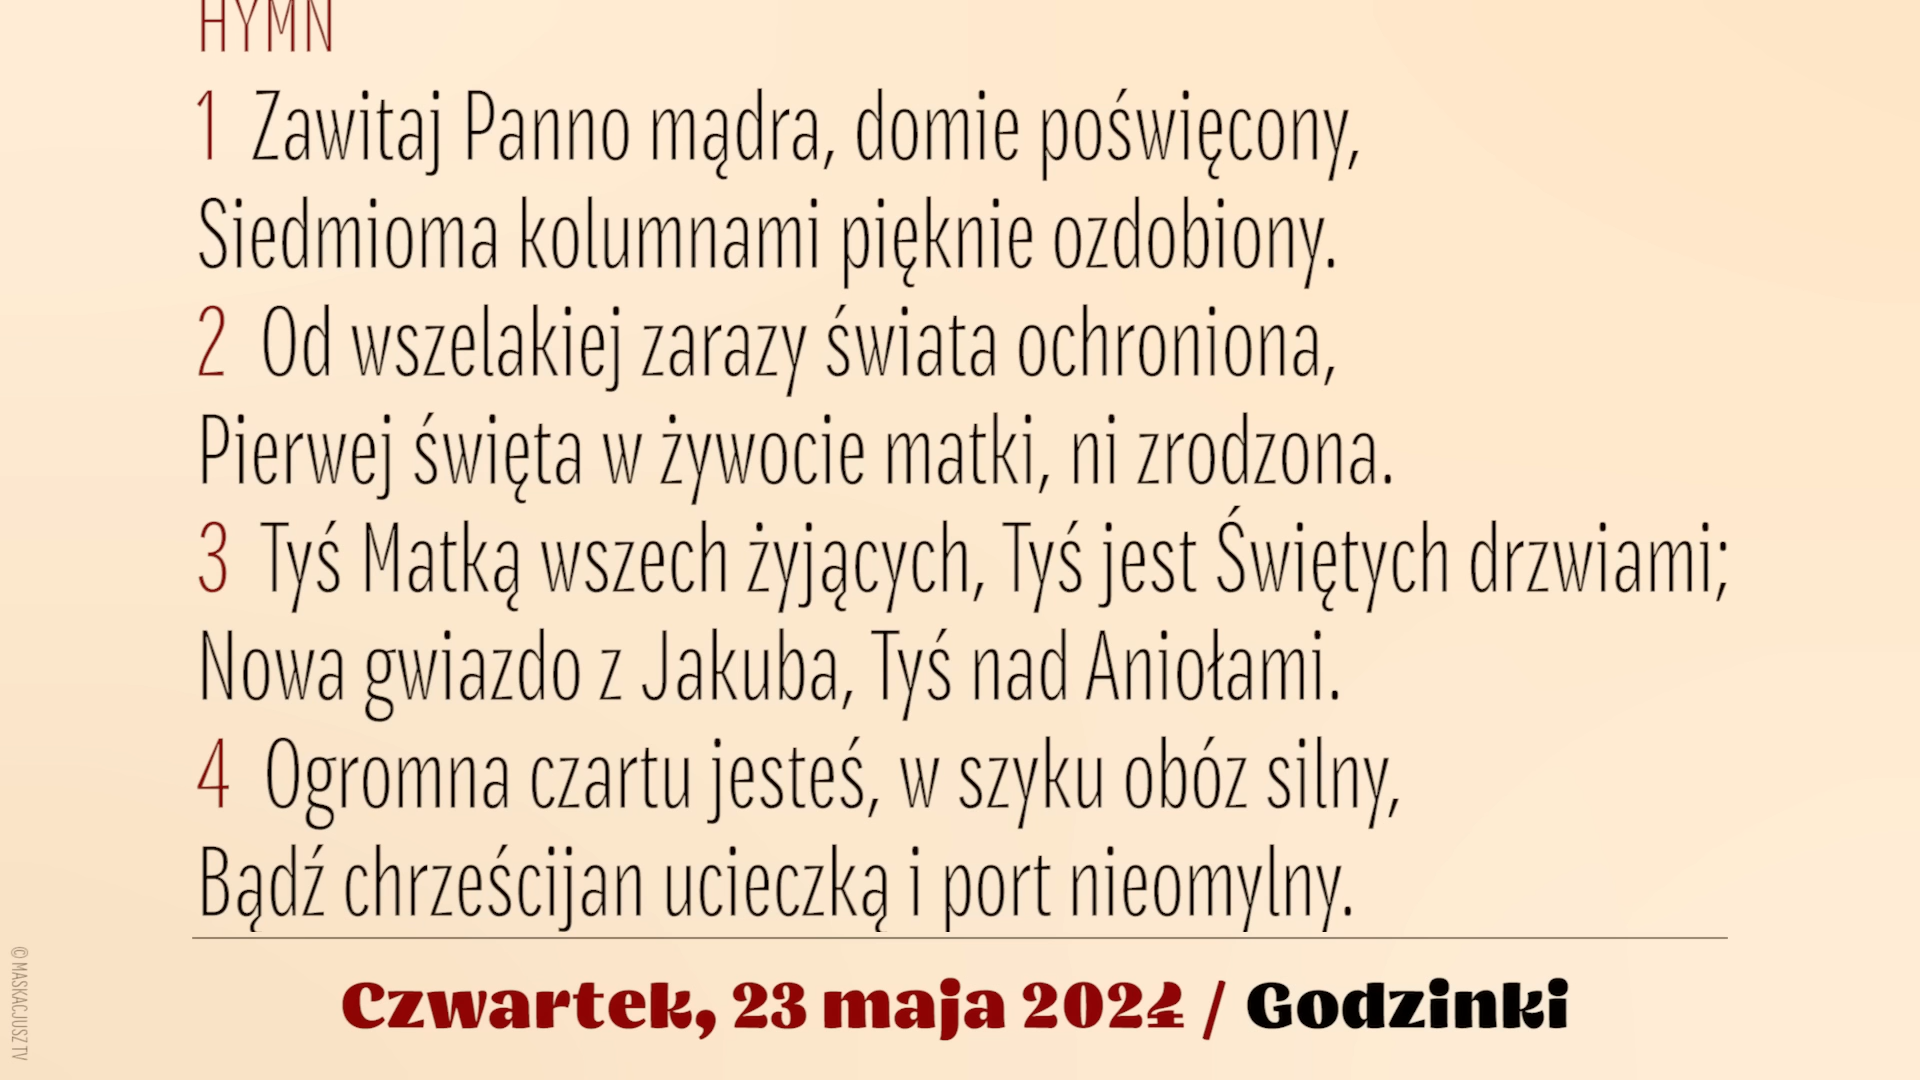 HYMN
1 Zawitaj Panno mądra, domie poświęcony,
Siedmioma kolumnami pięknie ozdobiony.
2 Od wszelakiej zarazy świata ochroniona,
Pierwej święta w żywocie matki, ni zrodzona.
3 Tyś Matką wszech żyjących, Tyś jest Świętych drzwiami;
Nowa gwiazdo z Jakuba, Tyś nad Aniołami.
4 Ogromna czartu jesteś, w szyku obóz silny,
Bądź chrześcijan ucieczką i port nieomylny.
Czwartek, 23 maja 2024 / Godzinki
© MASKACJUSZ TV